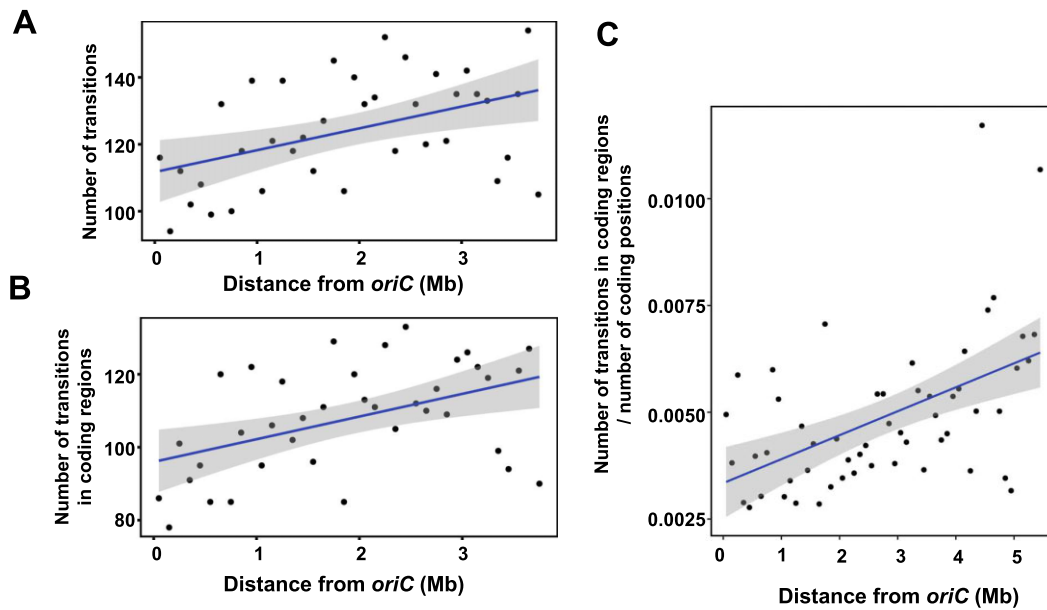 A
Number of transitions
140
120
100
0 1 2 3
Distance from oriC (Mb)
B
Number of transitions
in coding regions
120
100
80
0 1 2 3
Distance from oriC (Mb)
C
Number of transitions in coding regions
/ number of coding positions
0.0100
0.0075
0.0050
0.0025
0 1 2 3 4 5
Distance from oriC (Mb)